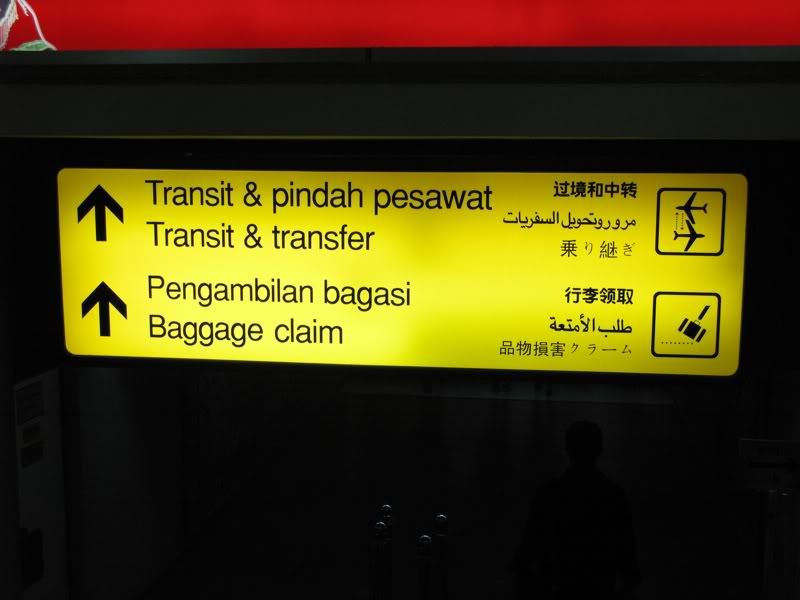 Transit & pindah pesawat
Transit & transfer
过境和中转
مرور وتحويل السفريات
乗り継ぎ
Pengambilan bagasi
Baggage claim
行李领取
طلب الأمتعة
品物損害クラーム